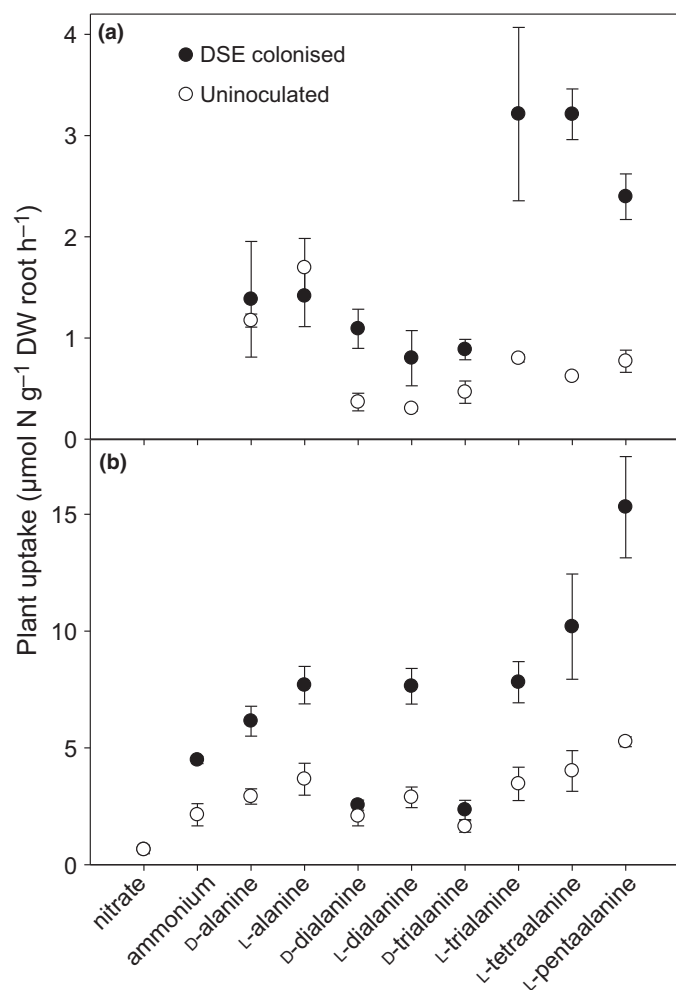 (a)
DSE colonised
Uninoculated
4
3
2
1
0
(b)
15
10
5
0
Plant uptake (µmol N g⁻¹ DW root h⁻¹)
nitrate
ammonium
D-alanine
L-alanine
D-dialanine
L-dialanine
D-trialanine
L-trialanine
L-tetraalanine
L-pentaalanine